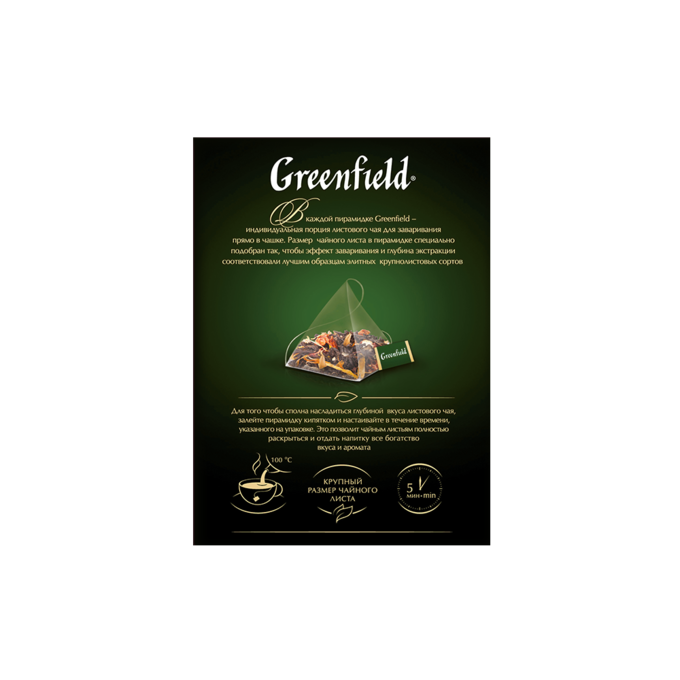 Greenfield®
В каждой пирамидке Greenfield –
индивидуальная порция листового чая для заваривания
прямо в чашке. Размер чайного листа в пирамидке специально
подобран так, чтобы эффект заваривания и глубина экстракции
соответствовали лучшим образцам элитных крупнолистовых сортов
Greenfield
Для того чтобы сполна насладиться глубиной вкуса листового чая,
залейте пирамидку кипятком и настаивайте в течение времени,
указанного на упаковке. Это позволит чайным листьям полностью
раскрыться и отдать напитку все богатство
вкуса и аромата
100 °C
КРУПНЫЙ
РАЗМЕР ЧАЙНОГО
ЛИСТА
5
мин•min